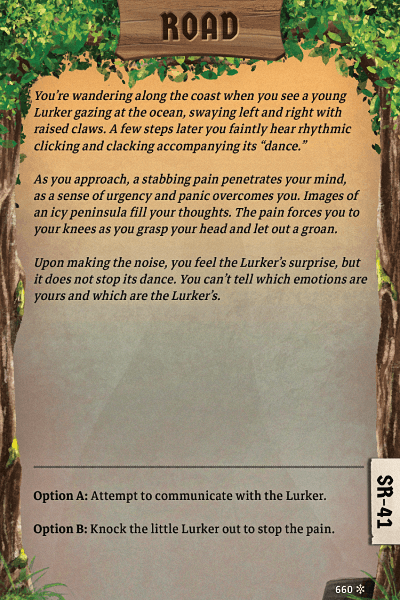 ROAD
You're wandering along the coast when you see a young
Lurker gazing at the ocean, swaying left and right with
raised claws. A few steps later you faintly hear rhythmic
clicking and clacking accompanying its “dance.”
As you approach, a stabbing pain penetrates your mind,
as a sense of urgency and panic overcomes you. Images of
an icy peninsula fill your thoughts. The pain forces you to
your knees as you grasp your head and let out a groan.
Upon making the noise, you feel the Lurker's surprise, but
it does not stop its dance. You can't tell which emotions are
yours and which are the Lurker's.
Option A: Attempt to communicate with the Lurker.
Option B: Knock the little Lurker out to stop the pain.
SR-41
660